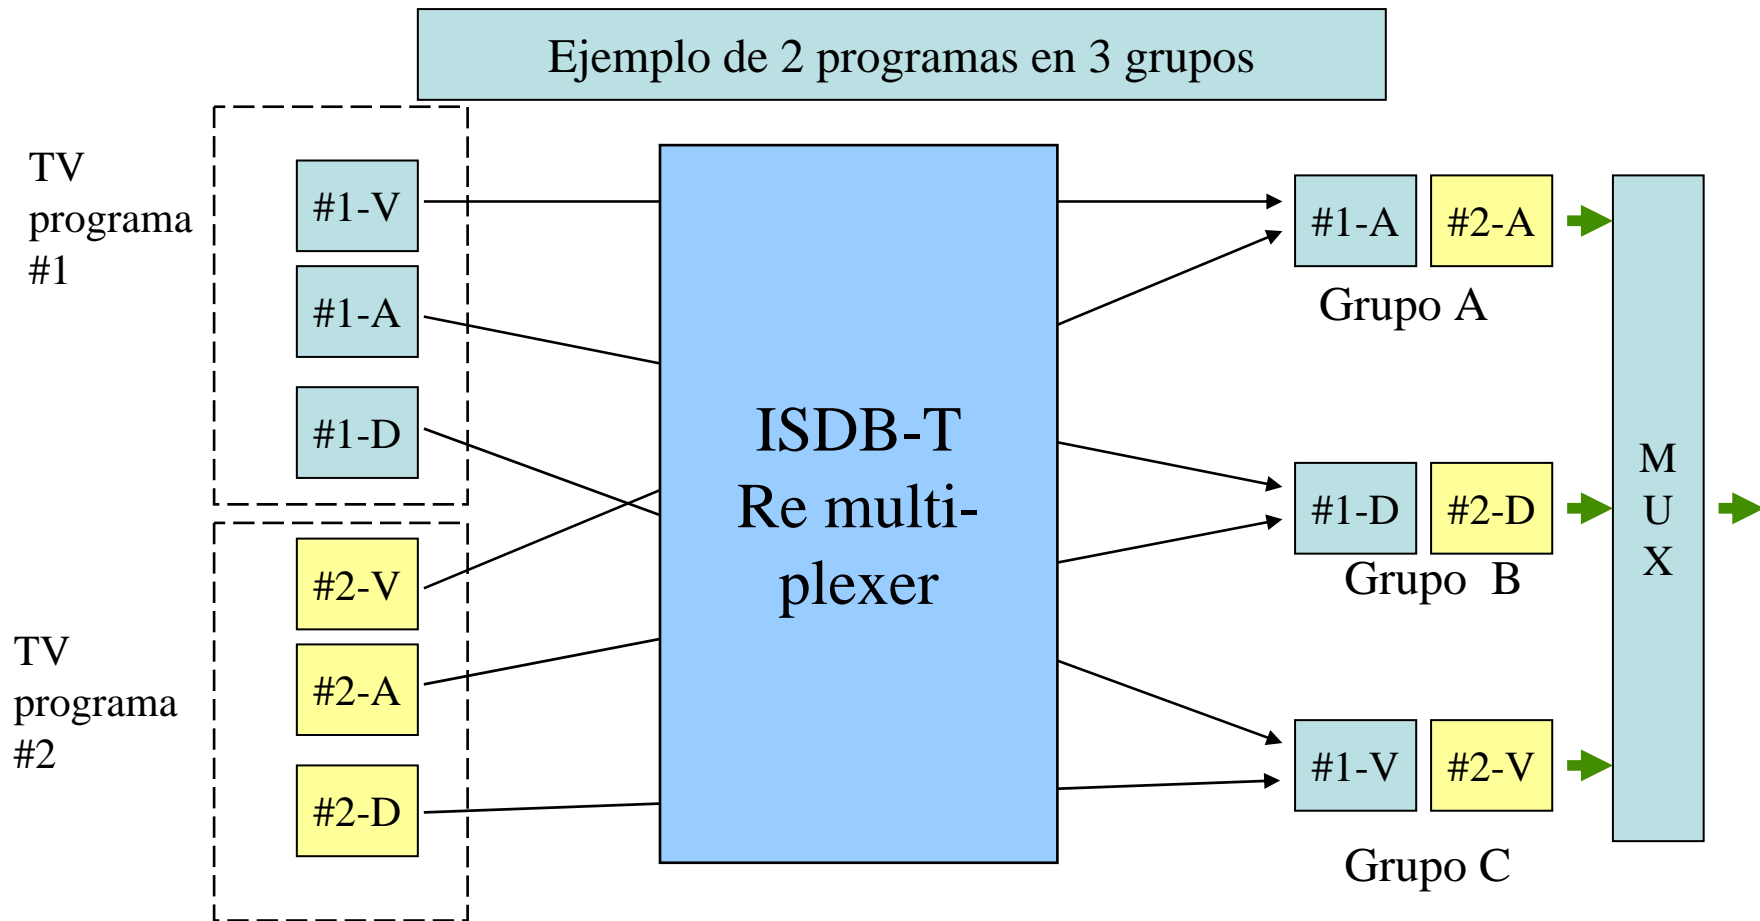 Ejemplo de 2 programas en 3 grupos
TV
programa
#1
#1-V
#1-A
#1-D
TV
programa
#2
#2-V
#2-A
#2-D
ISDB-T
Re multi-
plexer
#1-A
#2-A
Grupo A
#1-D
#2-D
Grupo B
#1-V
#2-V
Grupo C
M
U
X